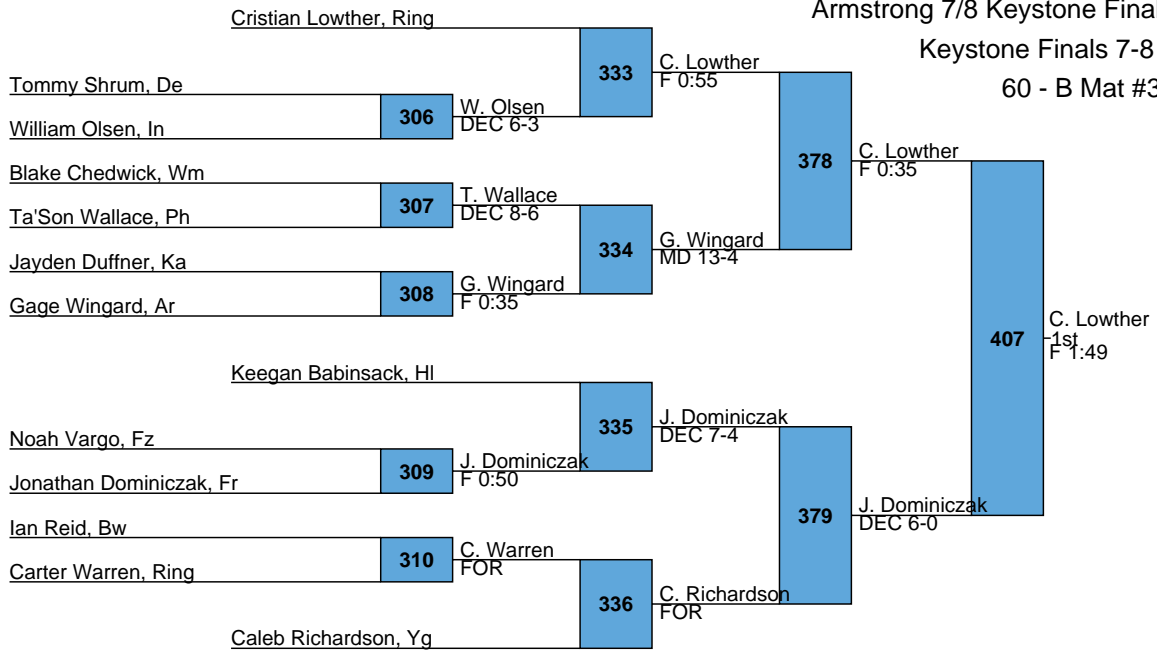 Armstrong 7/8 Keystone Final
Keystone Finals 7-8
60 - B Mat #3
Cristian Lowther, Ring
333
C. Lowther
F 0:55
Tommy Shrum, De
306
W. Olsen
DEC 6-3
William Olsen, In
378
C. Lowther
F 0:35
Blake Chedwick, Wm
307
T. Wallace
DEC 8-6
Ta'Son Wallace, Ph
334
G. Wingard
MD 13-4
Jayden Duffner, Ka
308
G. Wingard
F 0:35
Gage Wingard, Ar
407
C. Lowther
1st
F 1:49
Keegan Babinsack, Hl
335
J. Dominiczak
DEC 7-4
Noah Vargo, Fz
309
J. Dominiczak
F 0:50
Jonathan Dominiczak, Fr
379
J. Dominiczak
DEC 6-0
Ian Reid, Bw
310
C. Warren
FOR
Carter Warren, Ring
336
C. Richardson
FOR
Caleb Richardson, Yg